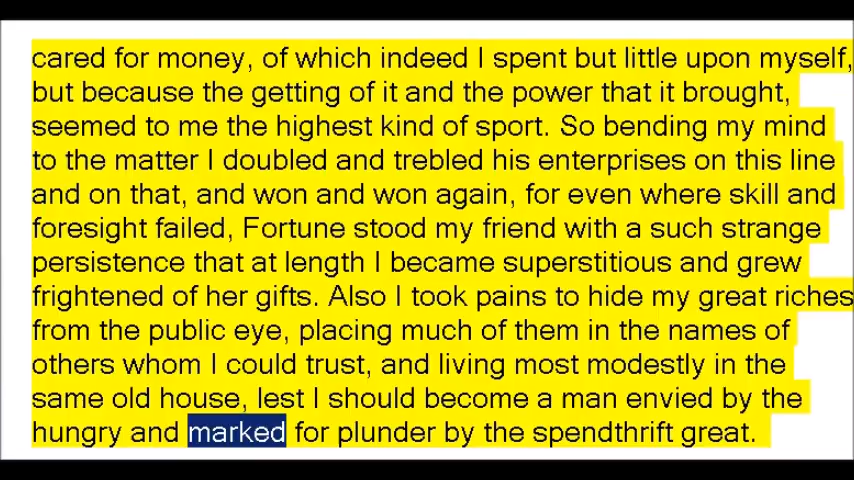 cared for money, of which indeed I spent but little upon myself,
but because the getting of it and the power that it brought,
seemed to me the highest kind of sport. So bending my mind
to the matter I doubled and trebled his enterprises on this line
and on that, and won and won again, for even where skill and
foresight failed, Fortune stood my friend with a such strange
persistence that at length I became superstitious and grew
frightened of her gifts. Also I took pains to hide my great riches
from the public eye, placing much of them in the names of
others whom I could trust, and living most modestly in the
same old house, lest I should become a man envied by the
hungry and marked for plunder by the spendthrift great.